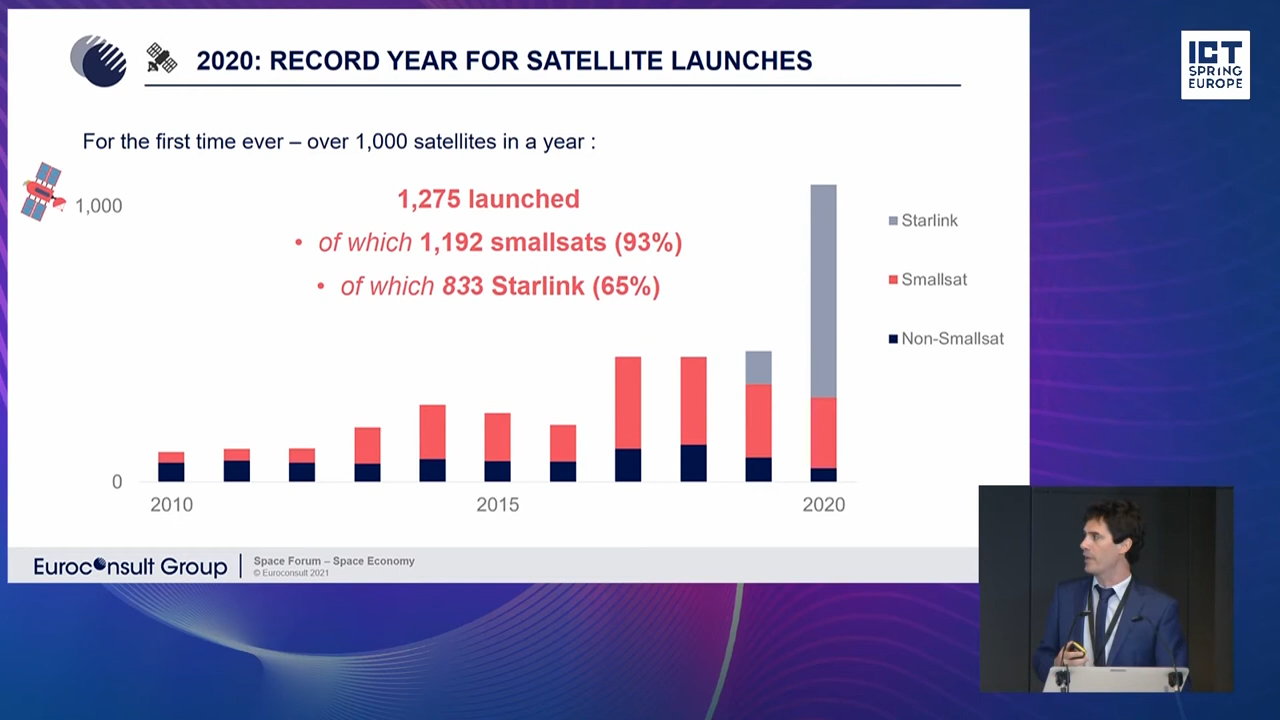 2020: RECORD YEAR FOR SATELLITE LAUNCHES
ICT
SPRING
EUROPE
For the first time ever – over 1,000 satellites in a year :
1,000
1,275 launched
• of which 1,192 smallsats (93%)
• of which 833 Starlink (65%)
Starlink
Smallsat
Non-Smallsat
0
2010
2015
2020
Euroconsult Group
Space Forum – Space Economy
© Euroconsult 2021